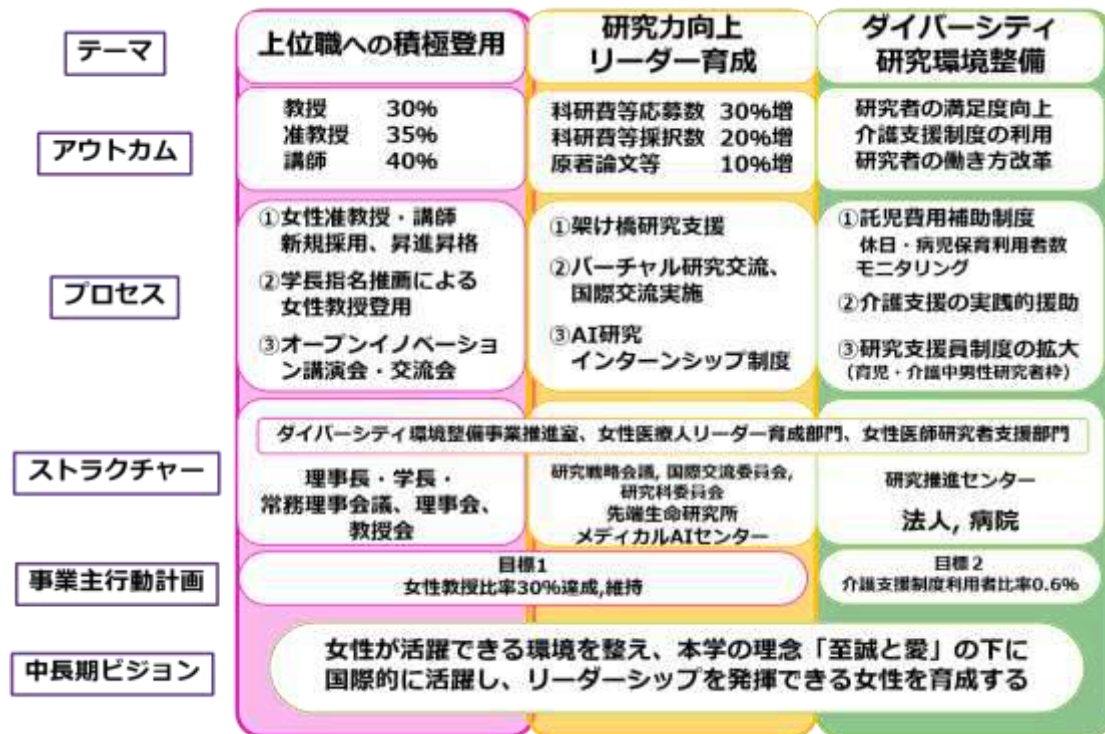 テーマ
上位職への積極登用
研究力向上
リーダー育成
ダイバーシティ
研究環境整備
アウトカム
教授 30%
准教授 35%
講師 40%
科研費等応募数 30%増
科研費等採択数 20%増
原著論文等 10%増
研究者の満足度向上
介護支援制度の利用
研究者の働き方改革
プロセス
①女性准教授・講師
新規採用、昇進昇格
②学長指名推薦による
女性教授登用
③オープンイノベーショ
ン講演会・交流会
①架け橋研究支援
②バーチャル研究交流、
国際交流実施
③AI研究
インターンシップ制度
①託児費用補助制度
休日・病児保育利用者数
モニタリング
②介護支援の実践的援助
③研究支援員制度の拡大
(育児・介護中男性研究者枠)
ストラクチャー
ダイバーシティ環境整備事業推進室、女性医療人リーダー育成部門、女性医師研究者支援部門
理事長・学長・
常務理事会議、理事会、
教授会
研究戦略会議, 国際交流委員会,
研究科委員会
先端生命研究所
メディカルAIセンター
研究推進センター
法人, 病院
事業主行動計画
目標1
女性教授比率30%達成,維持
目標2
介護支援制度利用者比率0.6%
中長期ビジョン
女性が活躍できる環境を整え、本学の理念「至誠と愛」の下に
国際的に活躍し、リーダーシップを発揮できる女性を育成する